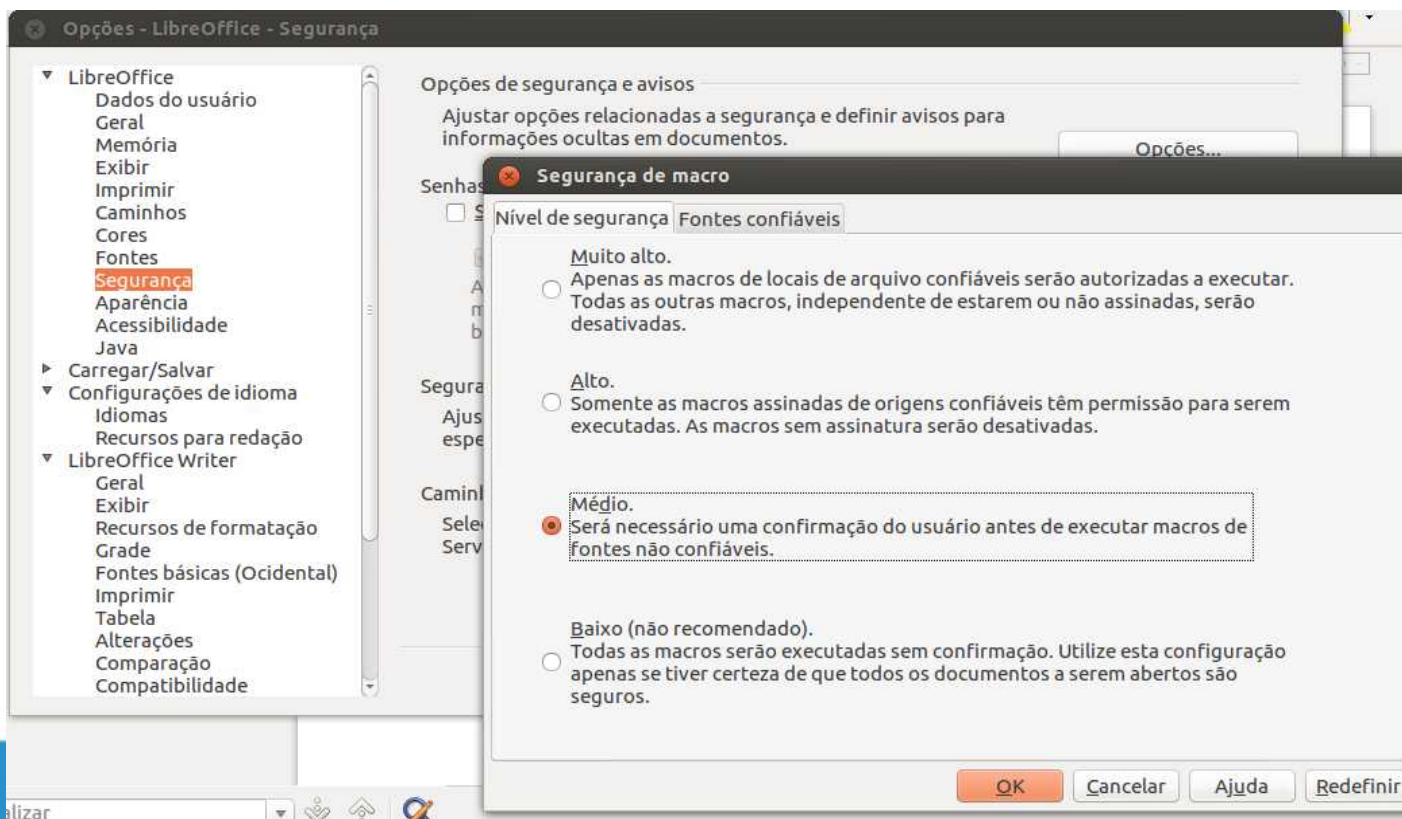 Opções - LibreOffice - Segurança
LibreOffice
Dados do usuário
Geral
Memória
Exibir
Imprimir
Caminhos
Cores
Fontes
Segurança
Aparência
Acessibilidade
Java
Carregar/Salvar
Configurações de idioma
Idiomas
Recursos para redação
LibreOffice Writer
Geral
Exibir
Recursos de formatação
Grade
Fontes básicas (Ocidental)
Imprimir
Tabela
Alterações
Comparação
Compatibilidade
Opções de segurança e avisos
Ajustar opções relacionadas a segurança e definir avisos para
informações ocultas em documentos.
Opções...
Senhas
Segurança de macro
Nível de segurança
Fontes confiáveis
Muito alto.
Apenas as macros de locais de arquivo confiáveis serão autorizadas a executar.
Todas as outras macros, independente de estarem ou não assinadas, serão
desativadas.
Alto.
Somente as macros assinadas de origens confiáveis têm permissão para serem
executadas. As macros sem assinatura serão desativadas.
Médio.
Será necessário uma confirmação do usuário antes de executar macros de
fontes não confiáveis.
Baixo (não recomendado).
Todas as macros serão executadas sem confirmação. Utilize esta configuração
apenas se tiver certeza de que todos os documentos a serem abertos são
seguros.
OK
Cancelar
Ajuda
Redefinir